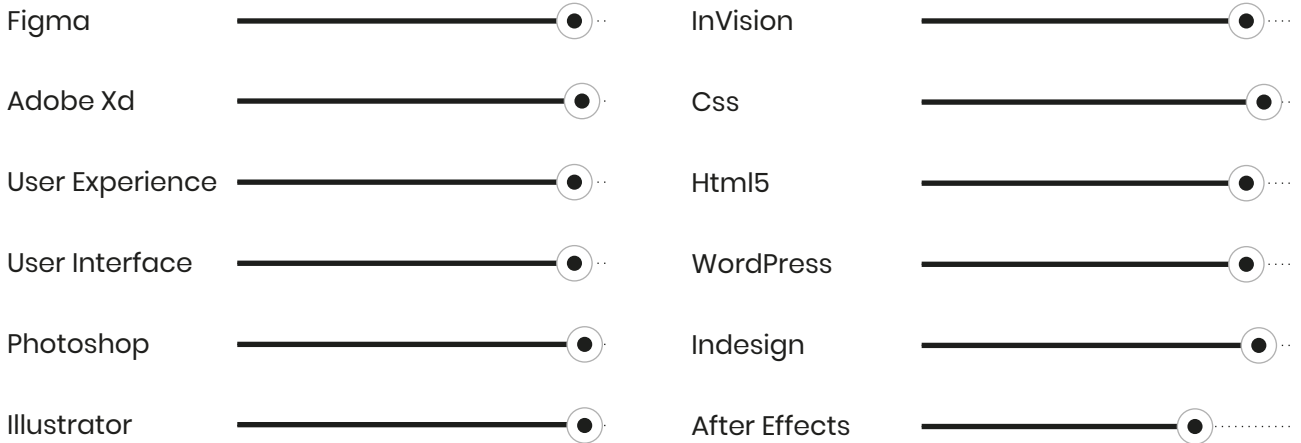 Figma
Adobe Xd
User Experience
User Interface
Photoshop
Illustrator
InVision
Css
Html5
WordPress
Indesign
After Effects